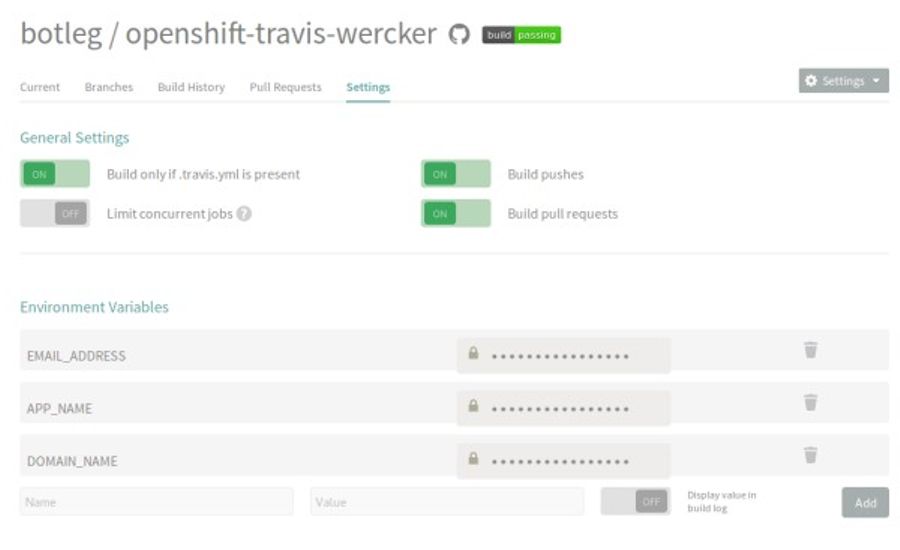 botleg / openshift-travis-wercker build passing
Current Branches Build History Pull Requests Settings Settings
General Settings
ON Build only if .travis.yml is present ON Build pushes
OFF Limit concurrent jobs ? ON Build pull requests
Environment Variables
EMAIL_ADDRESS ••••••••••••••••
APP_NAME ••••••••••••••••
DOMAIN_NAME ••••••••••••••••
Name Value OFF Display value in
build log Add